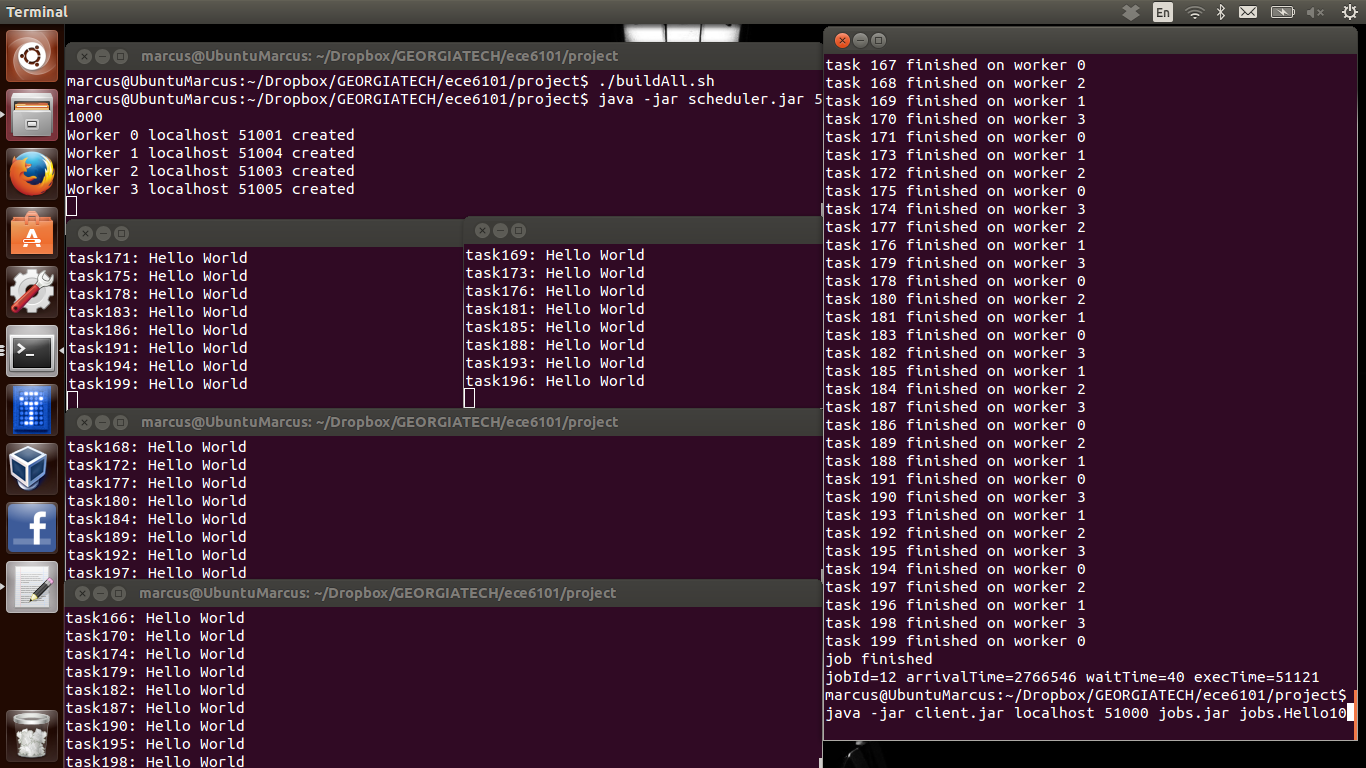 Terminal
En
marcus@UbuntuMarcus: ~/Dropbox/GEORGIATECH/ece6101/project
marcus@UbuntuMarcus:~/Dropbox/GEORGIATECH/ece6101/project$ ./buildAll.sh
marcus@UbuntuMarcus:~/Dropbox/GEORGIATECH/ece6101/project$ java -jar scheduler.jar 5
1000
Worker 0 localhost 51001 created
Worker 1 localhost 51004 created
Worker 2 localhost 51003 created
Worker 3 localhost 51005 created
task171: Hello World
task175: Hello World
task178: Hello World
task183: Hello World
task186: Hello World
task191: Hello World
task194: Hello World
task199: Hello World
task169: Hello World
task173: Hello World
task176: Hello World
task181: Hello World
task185: Hello World
task188: Hello World
task193: Hello World
task196: Hello World
marcus@UbuntuMarcus: ~/Dropbox/GEORGIATECH/ece6101/project
task168: Hello World
task172: Hello World
task177: Hello World
task180: Hello World
task184: Hello World
task189: Hello World
task192: Hello World
task197: Hello World
marcus@UbuntuMarcus: ~/Dropbox/GEORGIATECH/ece6101/project
task166: Hello World
task170: Hello World
task174: Hello World
task179: Hello World
task182: Hello World
task187: Hello World
task190: Hello World
task195: Hello World
task198: Hello World
task 167 finished on worker 0
task 168 finished on worker 2
task 169 finished on worker 1
task 170 finished on worker 3
task 171 finished on worker 0
task 173 finished on worker 1
task 172 finished on worker 2
task 175 finished on worker 0
task 174 finished on worker 3
task 177 finished on worker 2
task 176 finished on worker 1
task 179 finished on worker 3
task 178 finished on worker 0
task 180 finished on worker 2
task 181 finished on worker 1
task 183 finished on worker 0
task 182 finished on worker 3
task 185 finished on worker 1
task 184 finished on worker 2
task 187 finished on worker 3
task 186 finished on worker 0
task 189 finished on worker 2
task 188 finished on worker 1
task 191 finished on worker 0
task 190 finished on worker 3
task 193 finished on worker 1
task 192 finished on worker 2
task 195 finished on worker 3
task 194 finished on worker 0
task 197 finished on worker 2
task 196 finished on worker 1
task 198 finished on worker 3
task 199 finished on worker 0
job finished
jobId=12 arrivalTime=2766546 waitTime=40 execTime=51121
marcus@UbuntuMarcus:~/Dropbox/GEORGIATECH/ece6101/project$
java -jar client.jar localhost 51000 jobs.jar jobs.Hello10